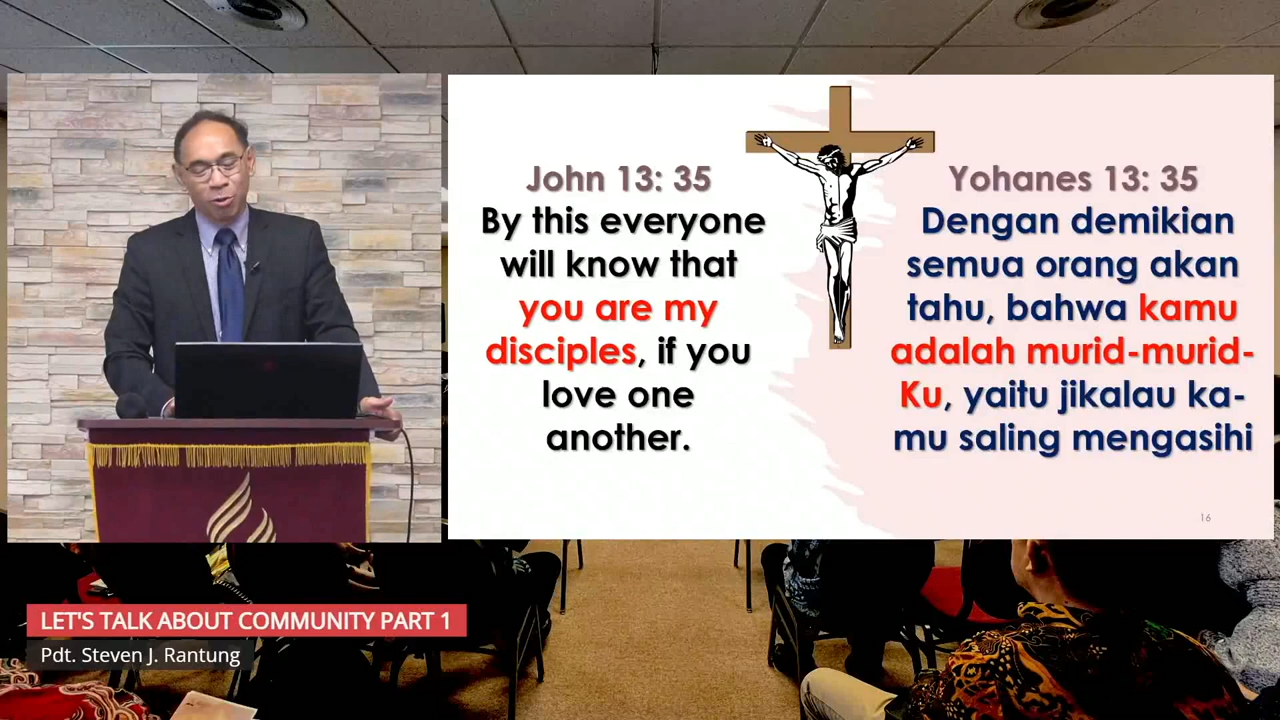 John 13: 35
By this everyone
will know that
you are my
disciples, if you
love one
another.
Yohanes 13: 35
Dengan demikian
semua orang akan
tahu, bahwa kamu
adalah murid-murid-
Ku, yaitu jikalau ka-
mu saling mengasihi
16
LET'S TALK ABOUT COMMUNITY PART 1
Pdt. Steven J. Rantung